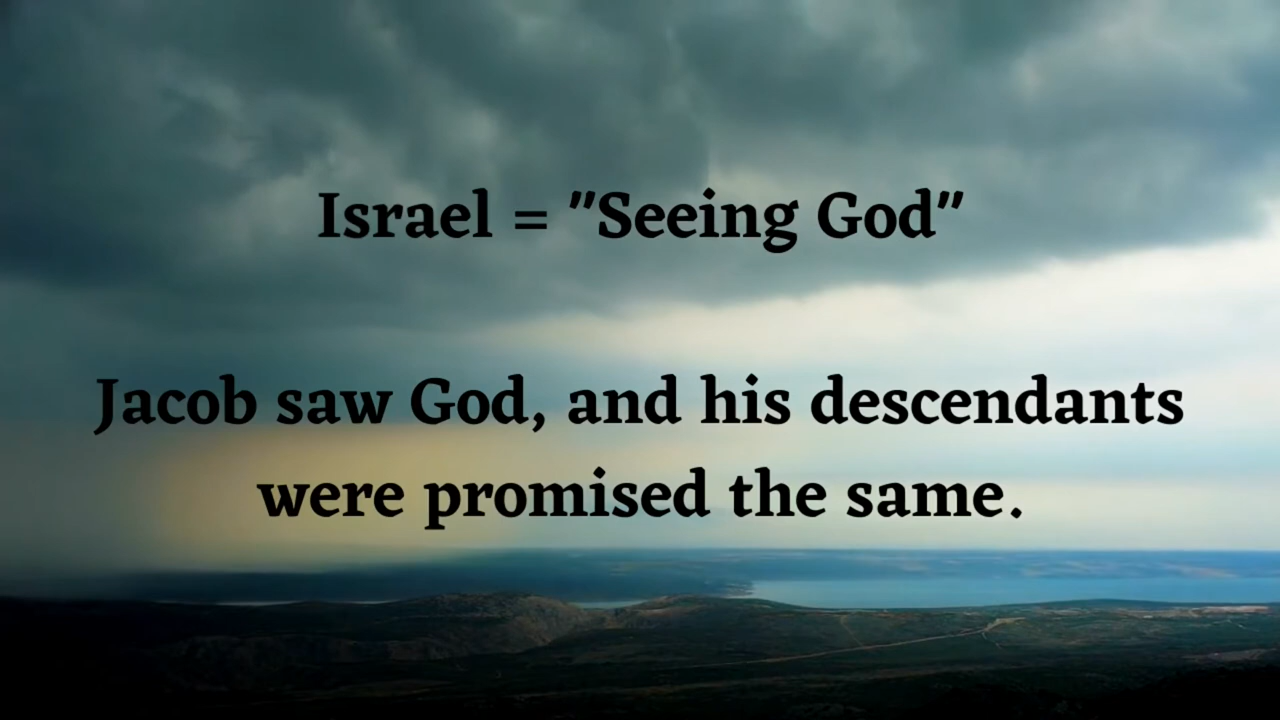 Israel = "Seeing God"
Jacob saw God, and his descendants
were promised the same.